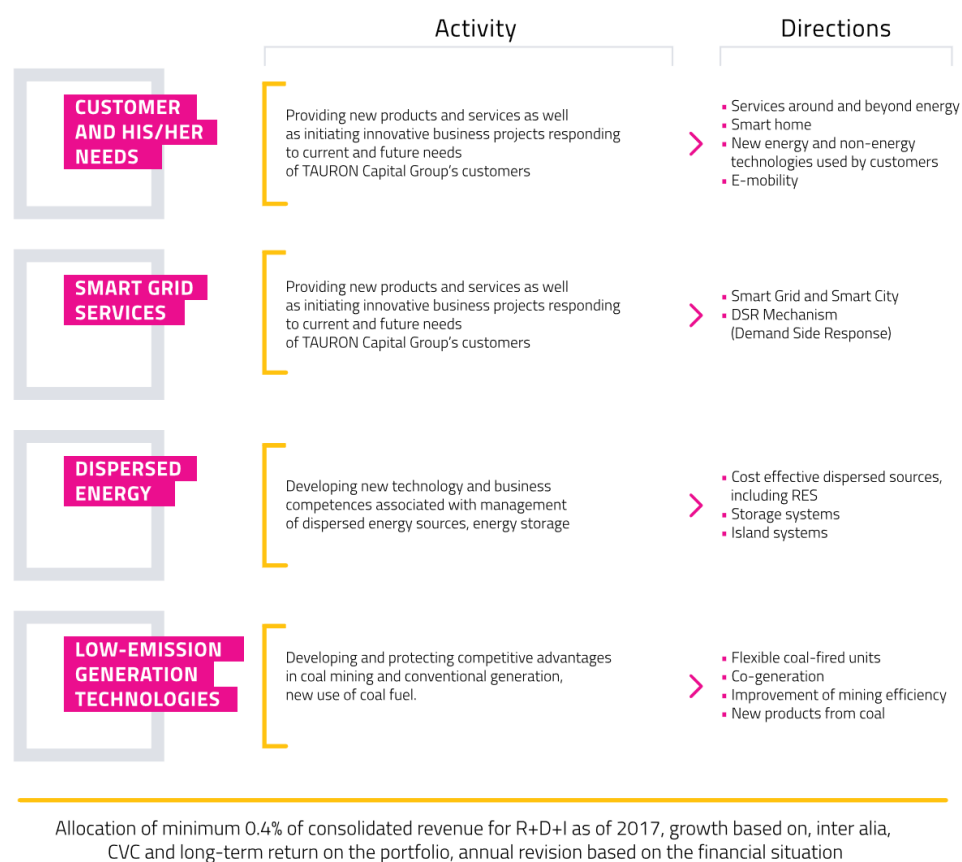 Activity
Directions
CUSTOMER
AND HIS/HER
NEEDS
Providing new products and services as well
as initiating innovative business projects responding
to current and future needs
of TAURON Capital Group's customers
▪ Services around and beyond energy
▪ Smart home
▪ New energy and non-energy
technologies used by customers
▪ E-mobility
SMART GRID
SERVICES
Providing new products and services as well
as initiating innovative business projects responding
to current and future needs
of TAURON Capital Group's customers
▪ Smart Grid and Smart City
▪ DSR Mechanism
(Demand Side Response)
DISPERSED
ENERGY
Developing new technology and business
competences associated with management
of dispersed energy sources, energy storage
▪ Cost effective dispersed sources,
including RES
▪ Storage systems
▪ Island systems
LOW-EMISSION
GENERATION
TECHNOLOGIES
Developing and protecting competitive advantages
in coal mining and conventional generation,
new use of coal fuel.
▪ Flexible coal-fired units
▪ Co-generation
▪ Improvement of mining efficiency
▪ New products from coal
Allocation of minimum 0.4% of consolidated revenue for R+D+I as of 2017, growth based on, inter alia,
CVC and long-term return on the portfolio, annual revision based on the financial situation